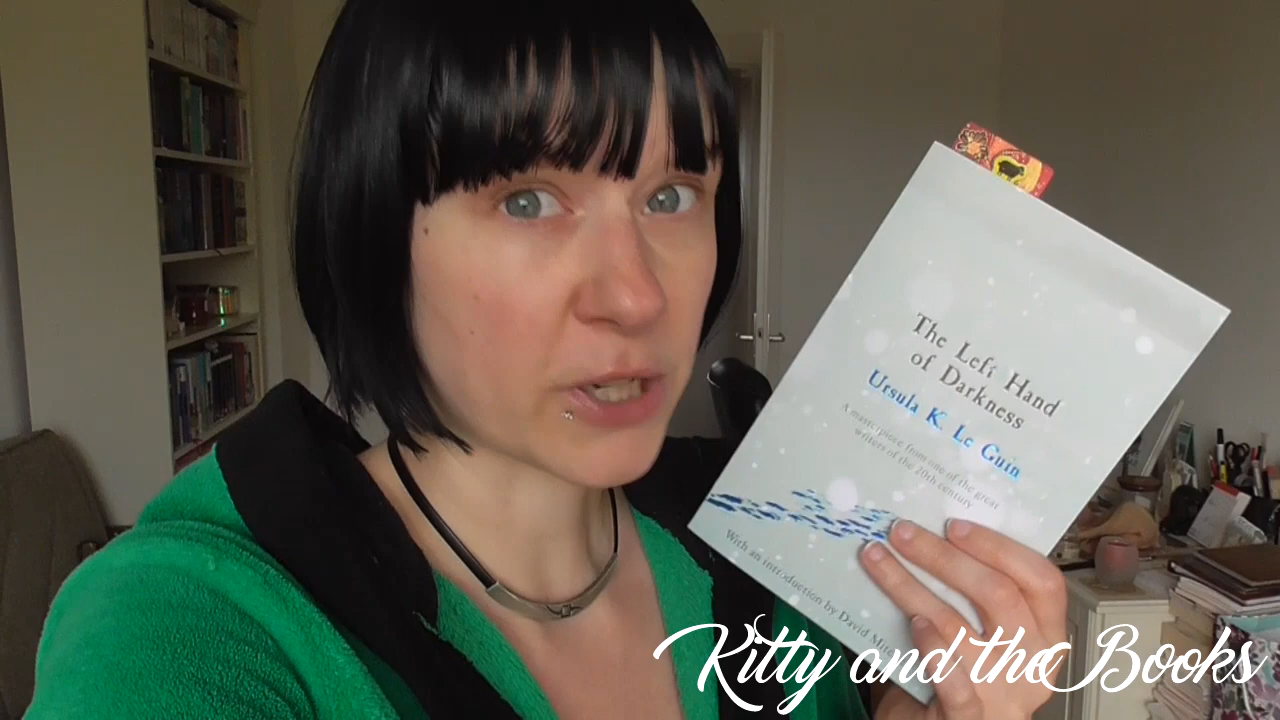 The Left Hand
of Darkness
Ursula K. Le Guin
A masterpiece from one of the great
writers of the 20th century
With an introduction by David
Kitty and the Books